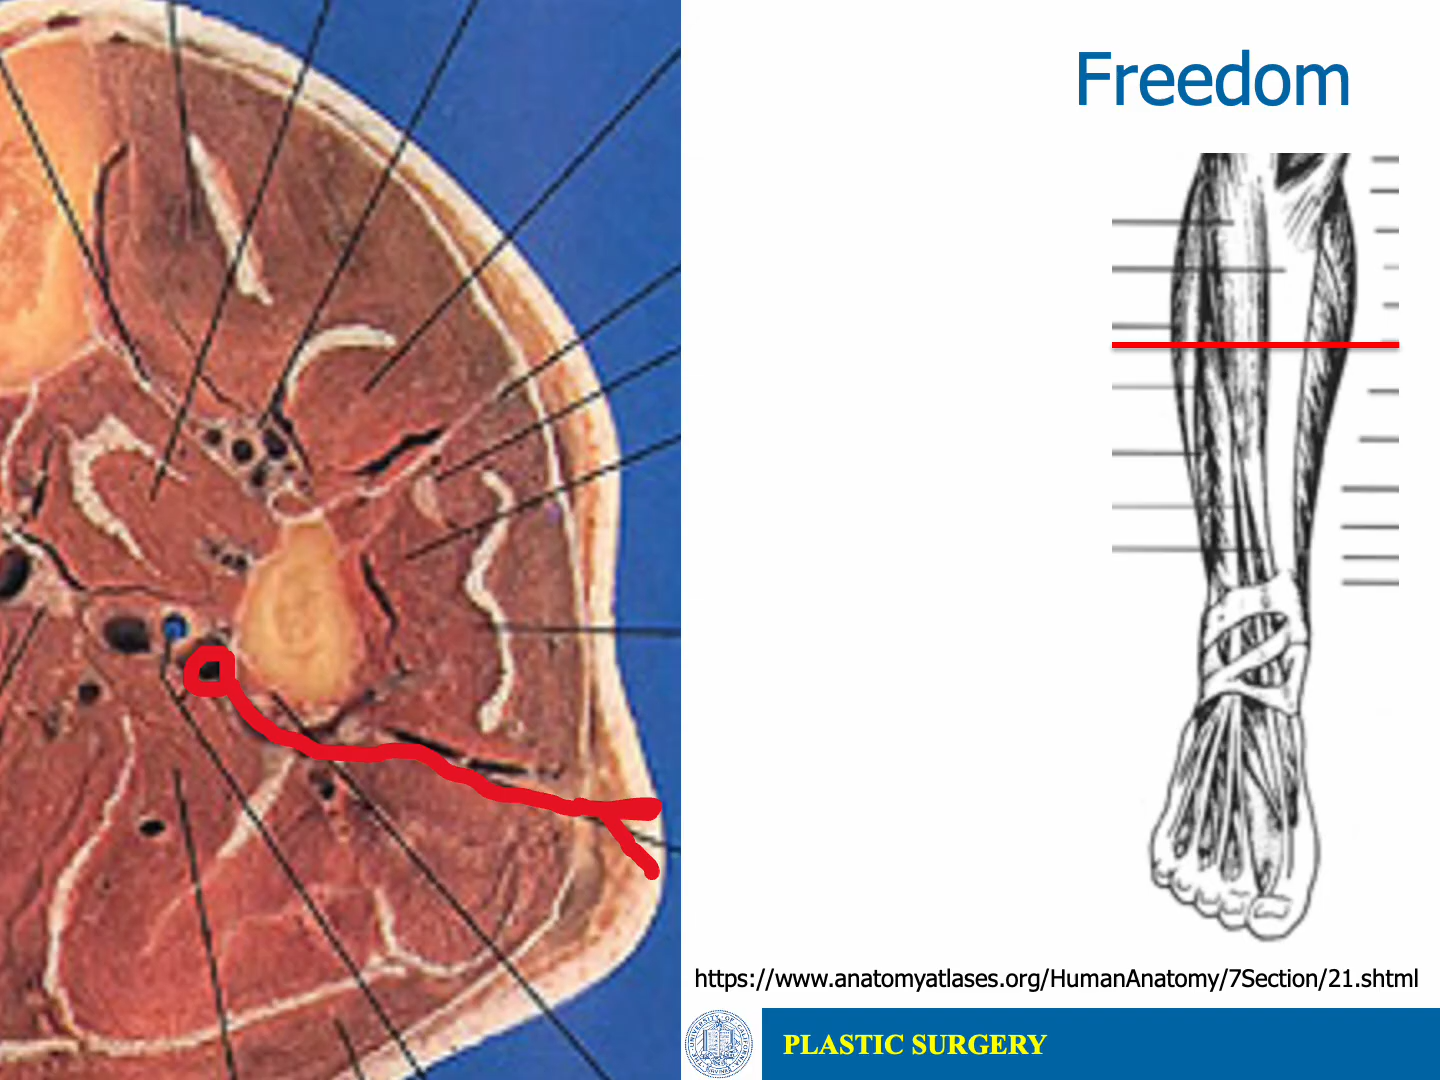 Freedom
https://www.anatomyatlases.org/HumanAnatomy/7Section/21.shtml
PLASTIC SURGERY